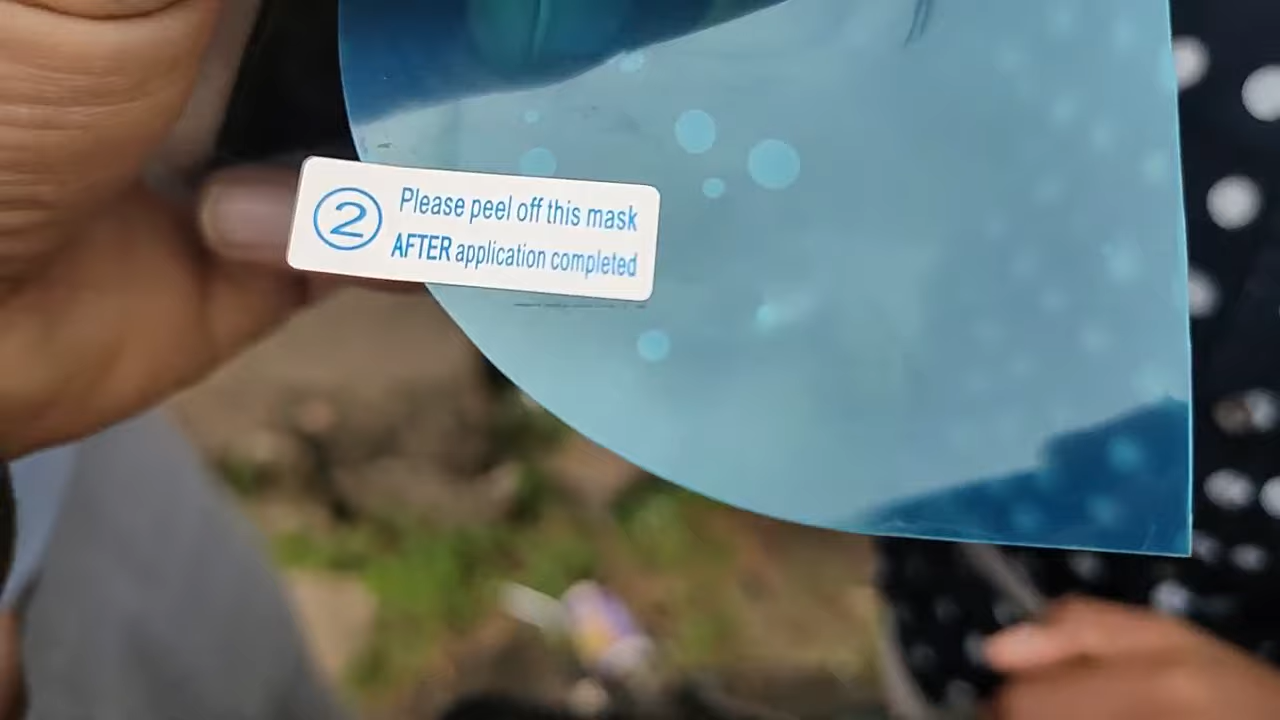 ② Please peel off this mask
AFTER application completed